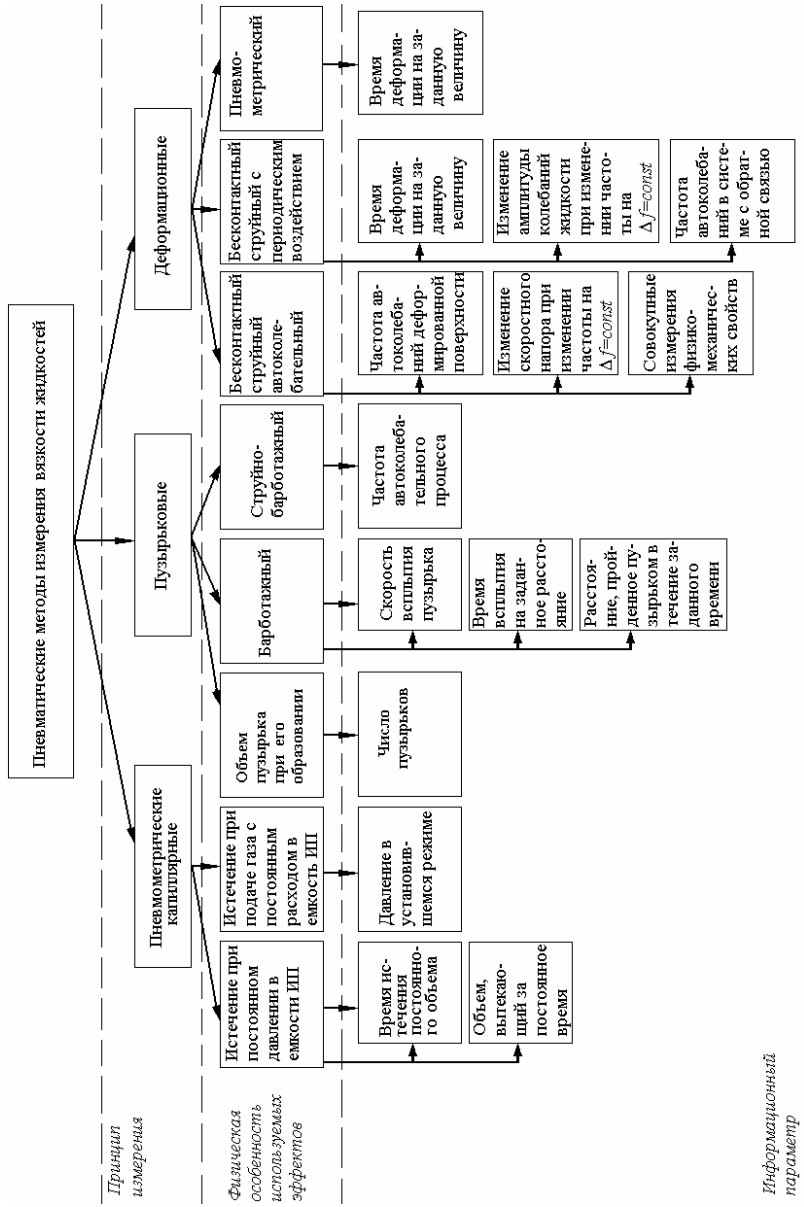 Пневматические методы измерения вязкости жидкостей
Принцип
измерения
Пневмометрические
капиллярные
Пузырьковые
Деформационные
Физическая
особенность
используемых
эффектов
Истечение при
постоянном
давлении в
емкости ИП
Истечение при
подаче газа с
постоянным
расходом в
емкость ИП
Объем
пузырька
при его
образовании
Барботажный
Струйно-
барботажный
Бесконтактный
струйный
автоколе-
бательный
Бесконтактный
струйный с
периодическим
воздействием
Пневмо-
метрический
Информационный
параметр
Время ис-
течения
постоянно-
го объема
Объем,
вытекаю-
щий за
постоянное
время
Давление в
установив-
шемся режиме
Число
пузырьков
Скорость
всплытия
пузырька
Время
всплытия
на задан-
ное рассто-
яние
Расстоя-
ние, прой-
денное пу-
зырьком в
течение за-
данного
времени
Частота
автоколеба-
тельного
процесса
Частота ав-
токолеба-
ний дефор-
мированной
поверхности
Изменение
скоростного
напора при
изменении
частоты на
Δ f=const
Совокупные
измерения
физико-
механичес-
ких свойств
Время
деформа-
ции на за-
данную
величину
Изменение
амплитуды
колебаний
жидкости
при измене-
нии часто-
ты на
Δ f=const
Частота
автоколеба-
ний в систе-
ме с обрат-
ной связью
Время
деформа-
ции на за-
данную
величину